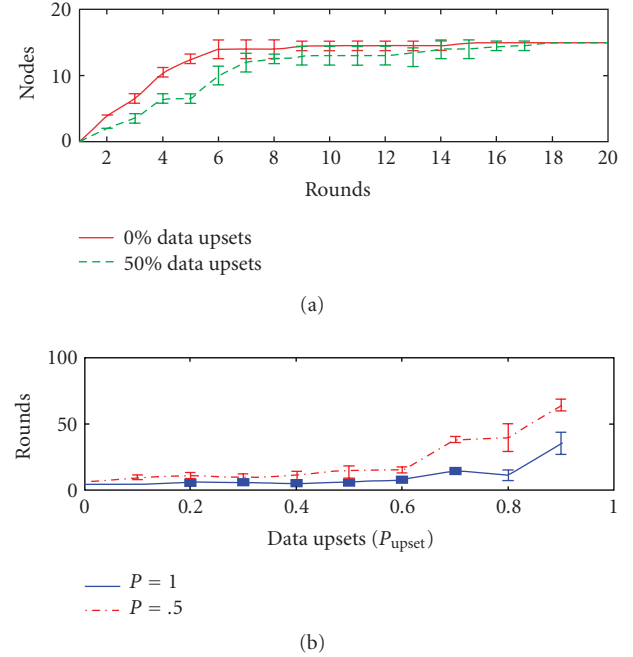 20
10
0
Nodes
2 4 6 8 10 12 14 16 18 20
Rounds
0% data upsets
50% data upsets
(a)
100
50
0
Rounds
0 0.2 0.4 0.6 0.8 1
Data upsets (P_upset)
P = 1
P = .5
(b)